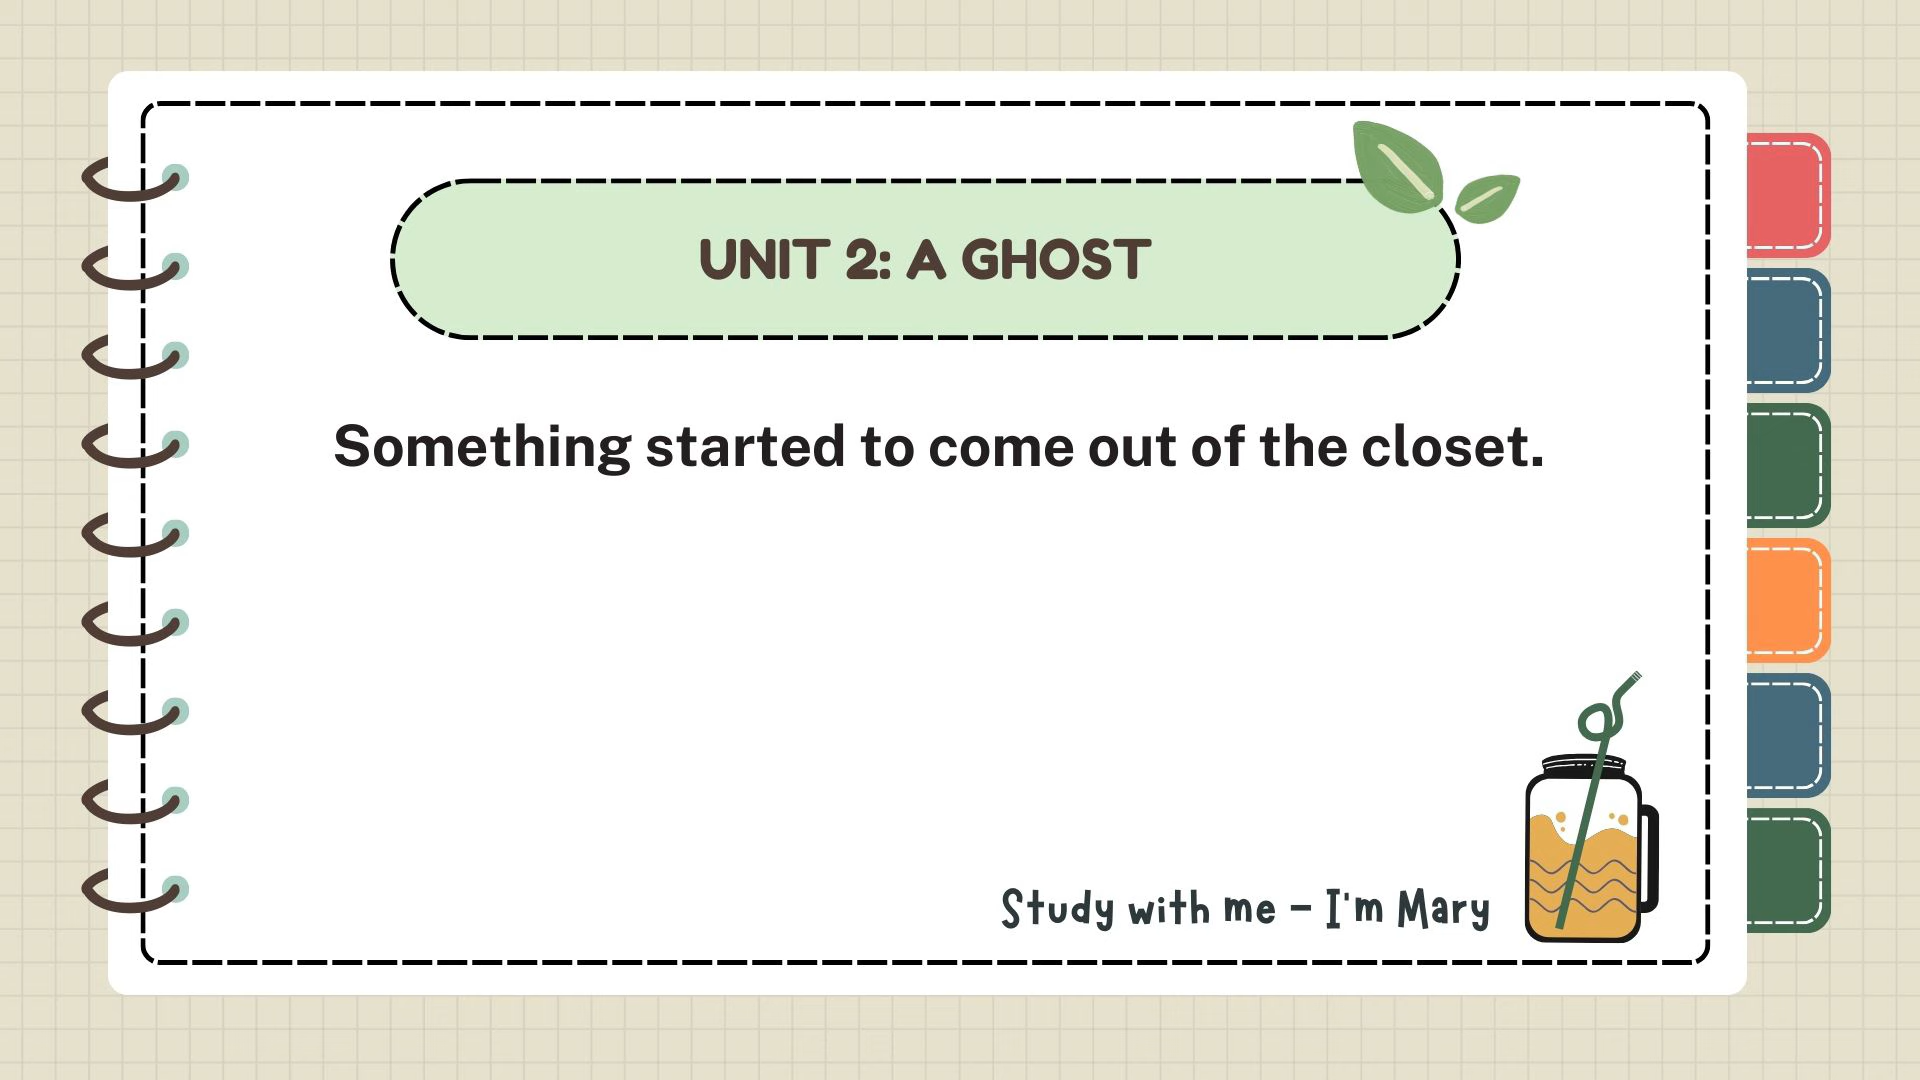 UNIT 2: A GHOST
Something started to come out of the closet.
Study with me - I'm Mary